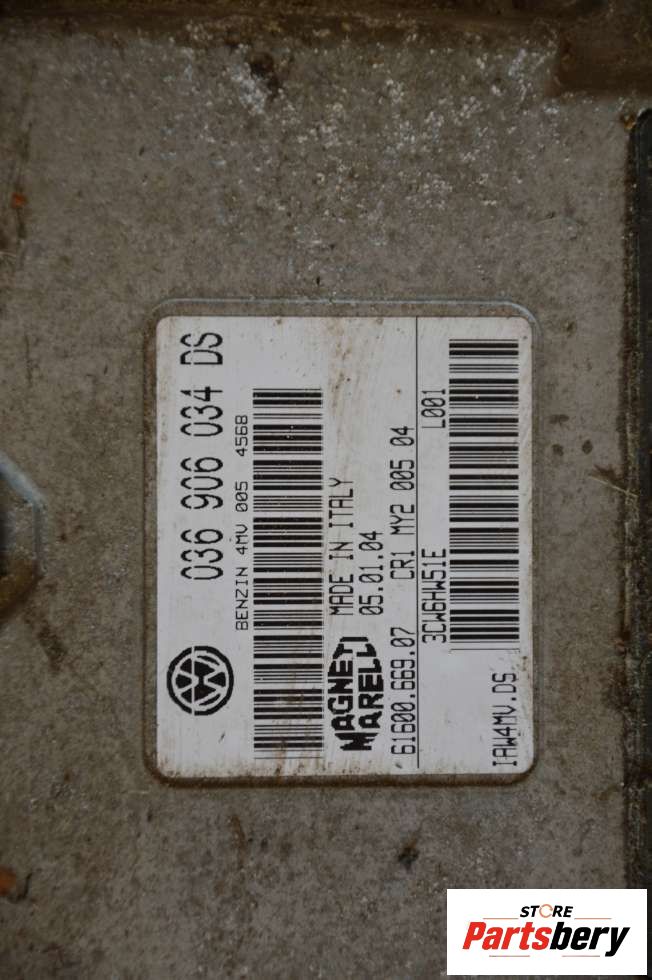 036 906 034 DS
BENZIN 4MV 005 4568
MADE IN ITALY
05.01.04
MAGNETI
MARELLI
61600.669.07 CR1 MY2 005 04
3CW6HW51E L001
IAW4MV.DS
STORE
Partsbery